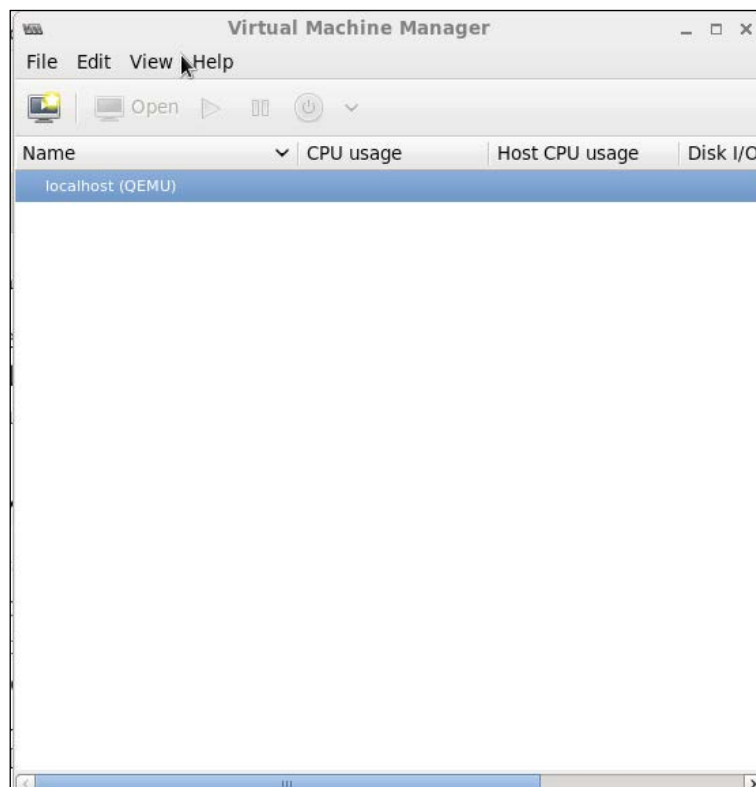 Virtual Machine Manager
File Edit View Help
Open
Name CPU usage Host CPU usage Disk I/O
localhost (QEMU)